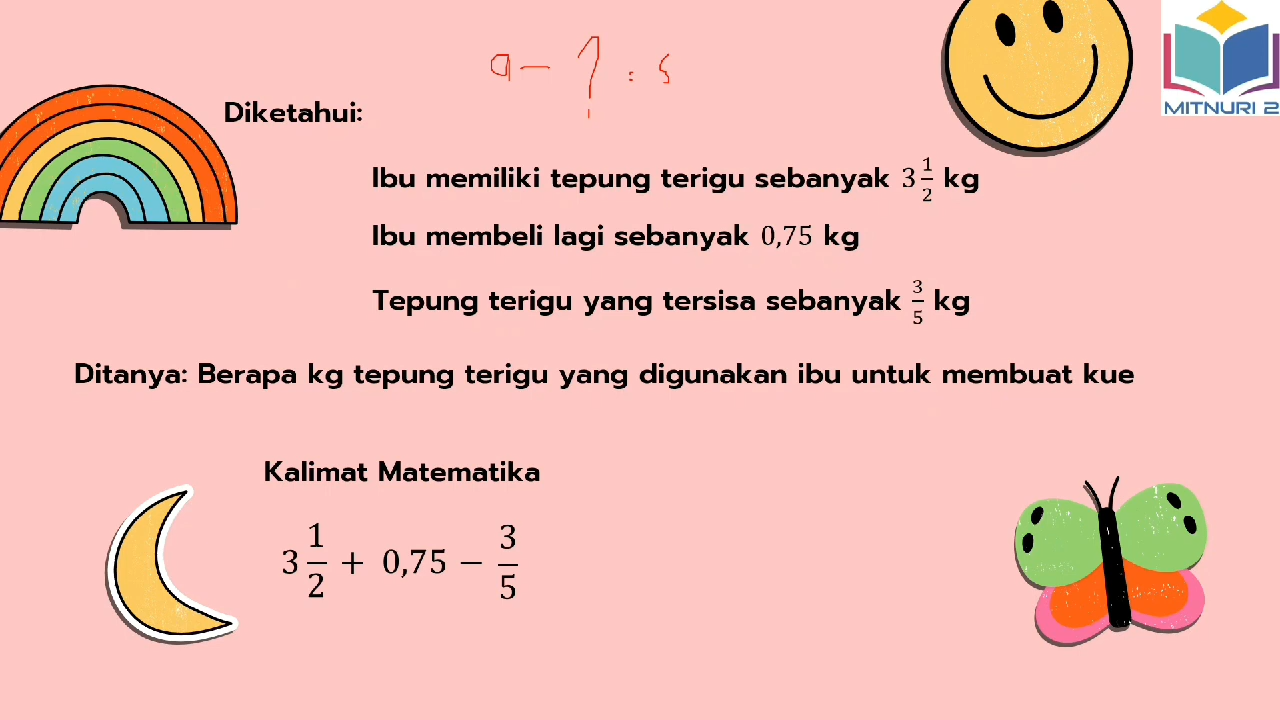 9 - ? = 5
MITNURI 2
Diketahui:
Ibu memiliki tepung terigu sebanyak 3 1/2 kg
Ibu membeli lagi sebanyak 0,75 kg
Tepung terigu yang tersisa sebanyak 3/5 kg
Ditanya: Berapa kg tepung terigu yang digunakan ibu untuk membuat kue
Kalimat Matematika
3 1/2 + 0,75 − 3/5